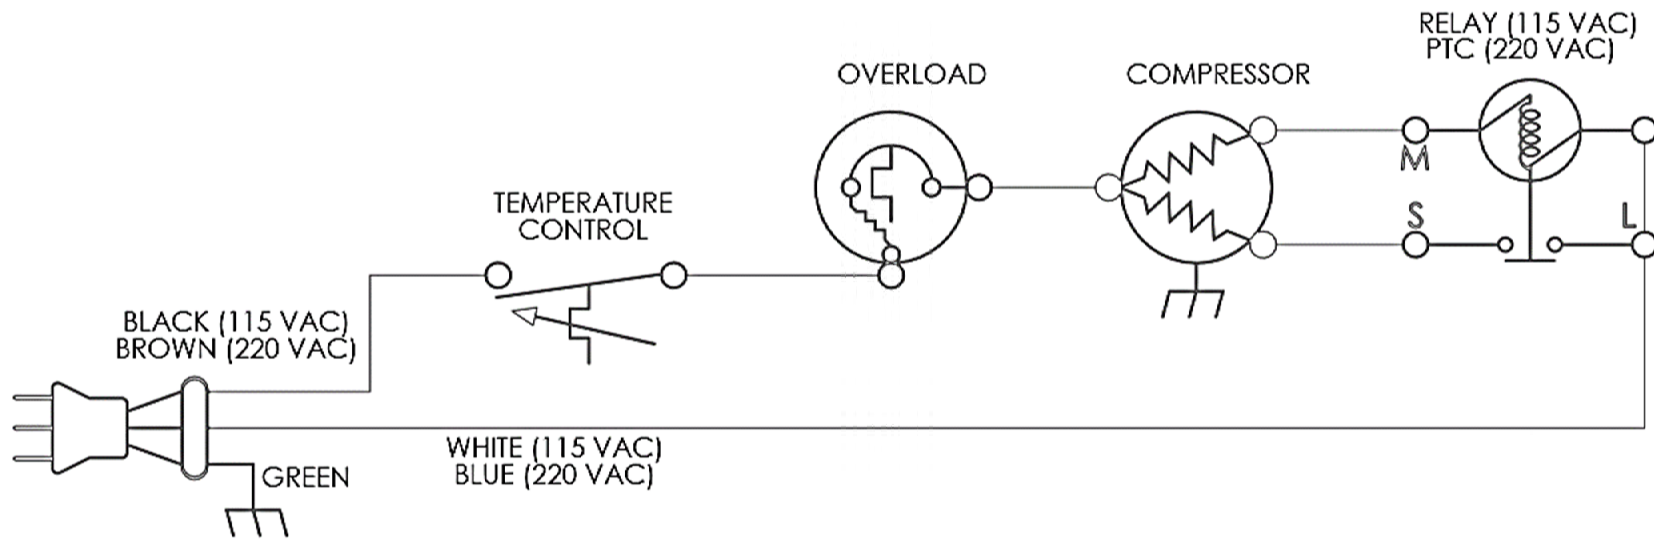 RELAY (115 VAC)
PTC (220 VAC)
OVERLOAD
COMPRESSOR
M
TEMPERATURE
CONTROL
S
L
BLACK (115 VAC)
BROWN (220 VAC)
WHITE (115 VAC)
BLUE (220 VAC)
GREEN